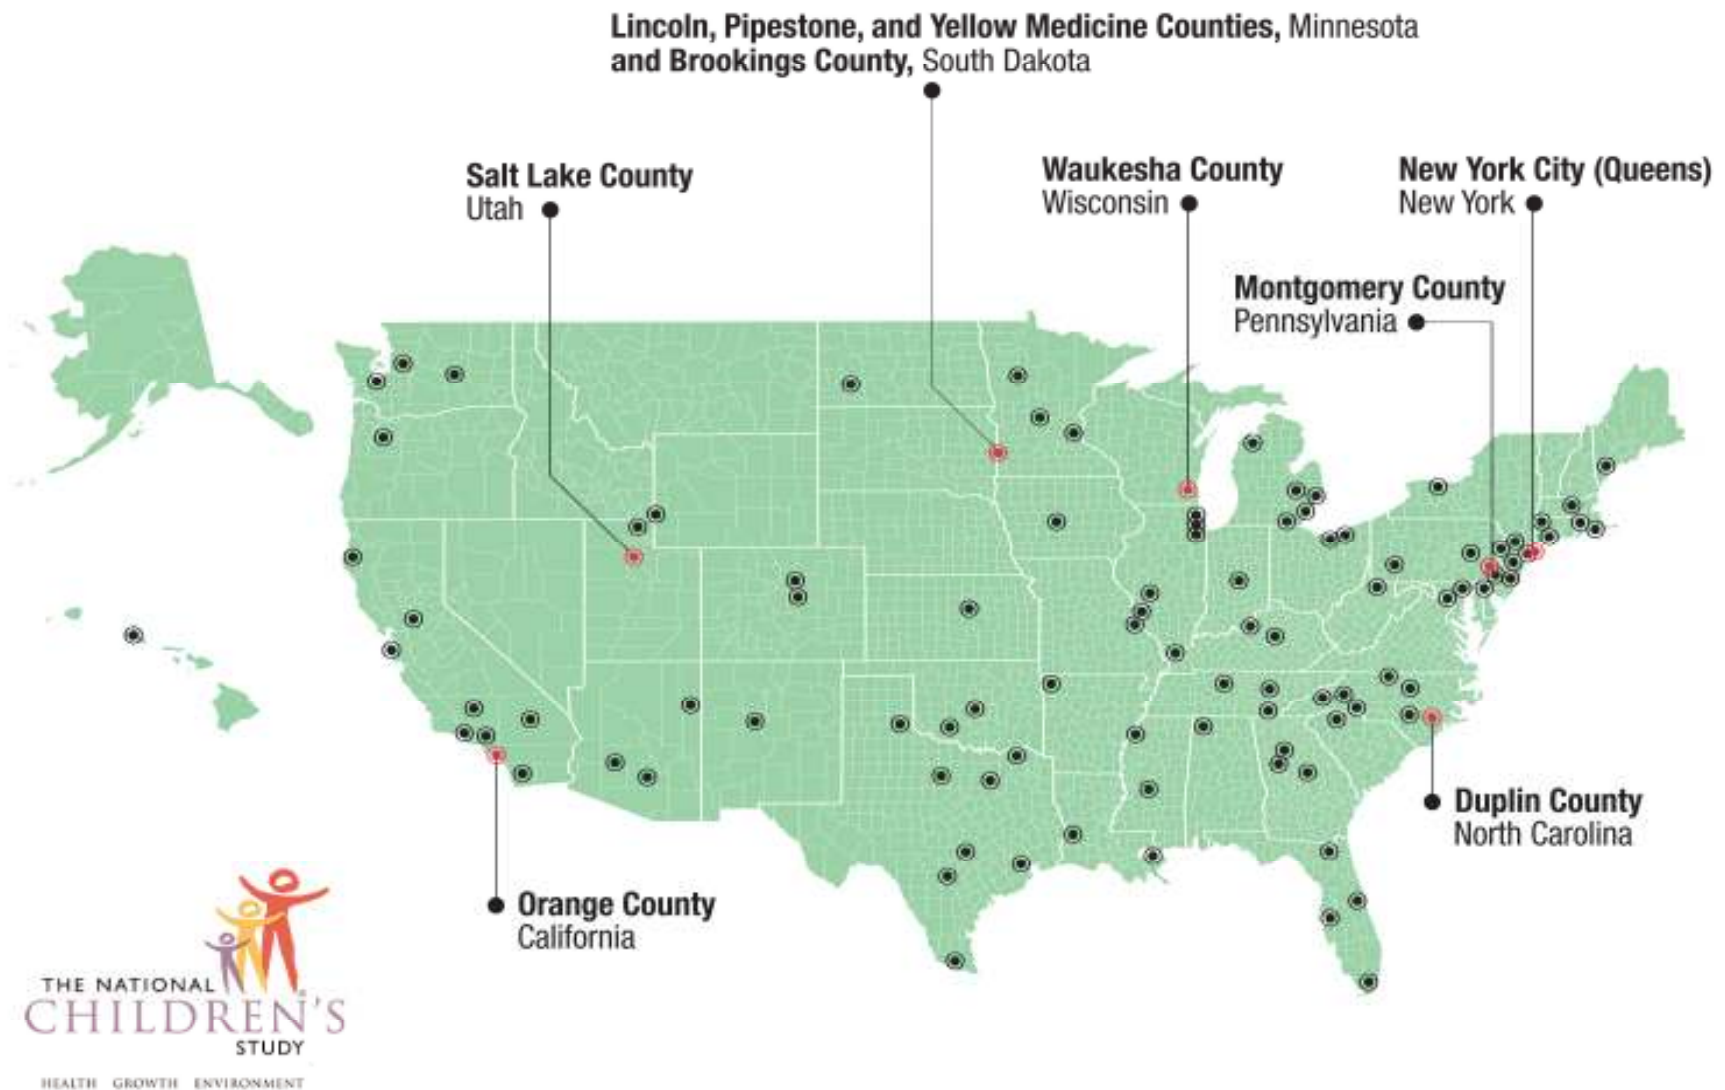 Lincoln, Pipestone, and Yellow Medicine Counties, Minnesota
and Brookings County, South Dakota
Salt Lake County
Utah
Waukesha County
Wisconsin
New York City (Queens)
New York
Montgomery County
Pennsylvania
Duplin County
North Carolina
Orange County
California
THE NATIONAL
CHILDREN'S
STUDY
HEALTH GROWTH ENVIRONMENT